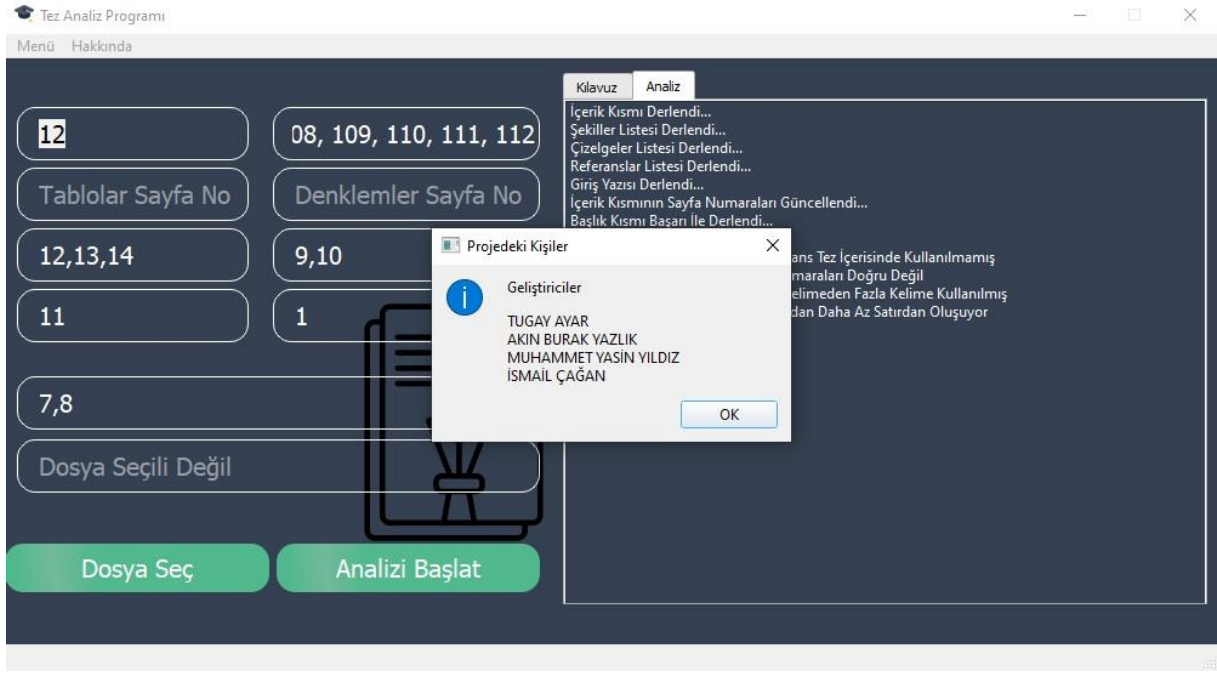 Tez Analiz Programı
Menü Hakkında
12
08, 109, 110, 111, 112
Tablolar Sayfa No
Denklemler Sayfa No
12,13,14
9,10
11
1
7,8
Dosya Seçili Değil
Dosya Seç
Analizi Başlat
Kılavuz Analiz
İçerik Kısmı Derlendi...
Şekiller Listesi Derlendi...
Çizelgeler Listesi Derlendi...
Referanslar Listesi Derlendi...
Giriş Yazısı Derlendi...
İçerik Kısmının Sayfa Numaraları Güncellendi...
Başlık Kısmı Başarı İle Derlendi...
ans Tez İçerisinde Kullanılmamış
maraları Doğru Değil
elimeden Fazla Kelime Kullanılmış
dan Daha Az Satırdan Oluşuyor
Projedeki Kişiler
Geliştiriciler
TUGAY AYAR
AKIN BURAK YAZLIK
MUHAMMET YASİN YILDIZ
İSMAİL ÇAĞAN
OK